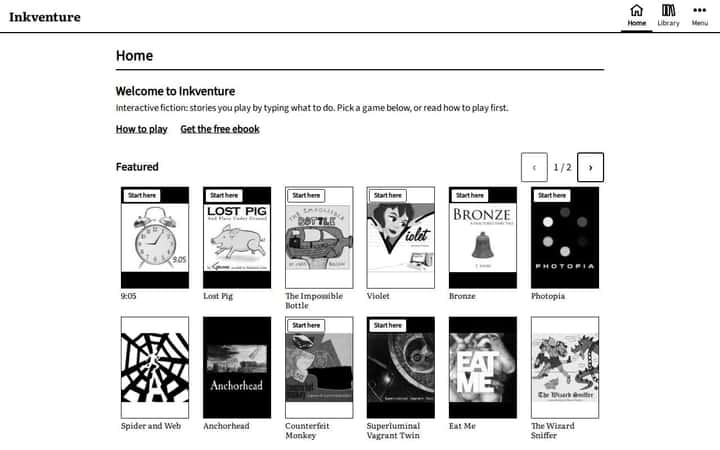 Inkventure
Home
Library
Menu
Home
Welcome to Inkventure
Interactive fiction: stories you play by typing what to do. Pick a game below, or read how to play first.
How to play
Get the free ebook
Featured
‹
1 / 2
›
Start here
Start here
Start here
Start here
Start here
Start here
9:05
LOST PIG
And Place Under Ground
THE IMPOSSIBLE
BOTTLE
Violet
BRONZE
PHOTOPIA
9:05
Lost Pig
The Impossible
Bottle
Violet
Bronze
Photopia
Start here
Start here
Anchorhead
EAT
ME
The Wizard Sniffer
Spider and Web
Anchorhead
Counterfeit
Monkey
Superluminal
Vagrant Twin
Eat Me
The Wizard
Sniffer